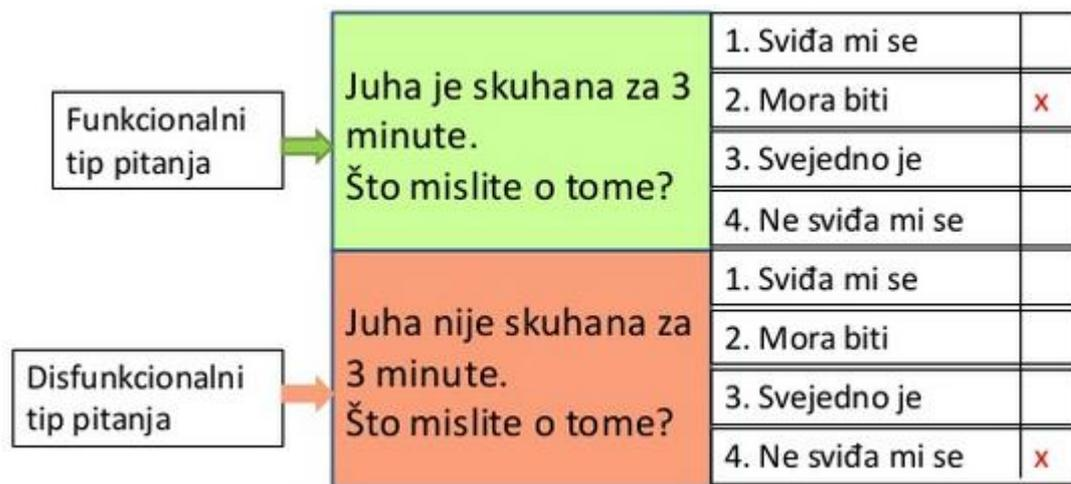 Funkcionalni
tip pitanja
Juha je skuhana za 3
minute.
Što mislite o tome?
1. Sviđa mi se
2. Mora biti x
3. Svejedno je
4. Ne sviđa mi se
Disfunkcionalni
tip pitanja
Juha nije skuhana za
3 minute.
Što mislite o tome?
1. Sviđa mi se
2. Mora biti
3. Svejedno je
4. Ne sviđa mi se x